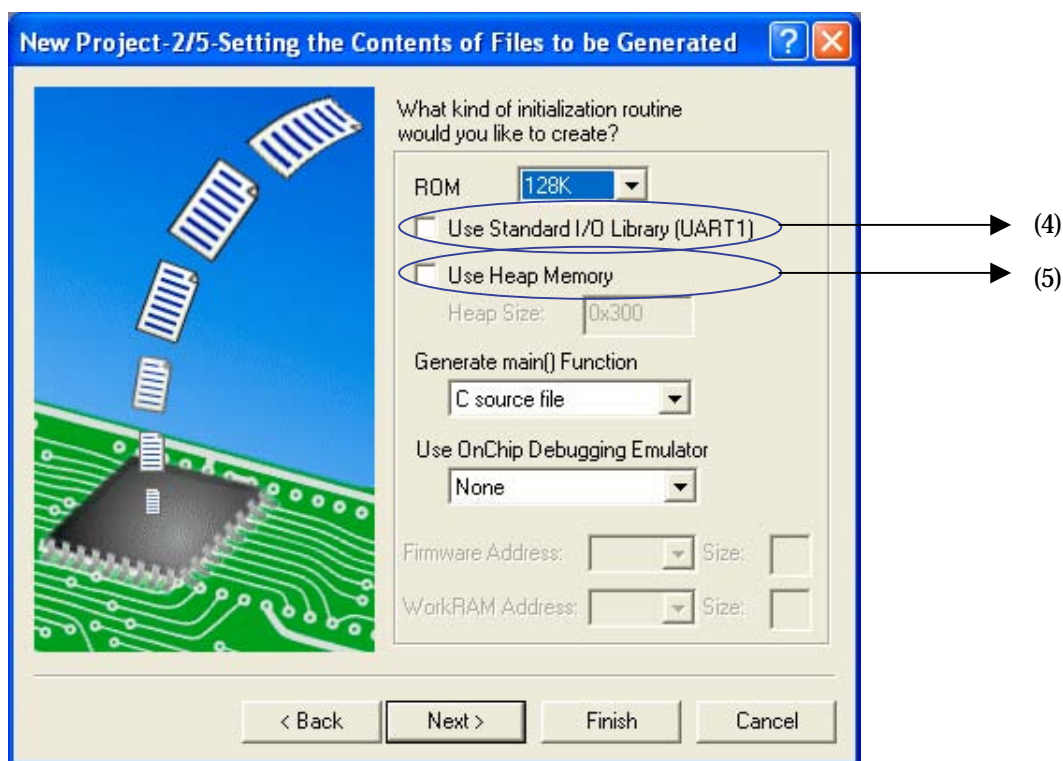 New Project-2/5-Setting the Contents of Files to be Generated
What kind of initialization routine
would you like to create?
ROM 128K
Use Standard I/O Library (UART1) (4)
Use Heap Memory (5)
Heap Size: 0x300
Generate main() Function
C source file
Use OnChip Debugging Emulator
None
Firmware Address: Size:
WorkRAM Address: Size:
< Back Next > Finish Cancel